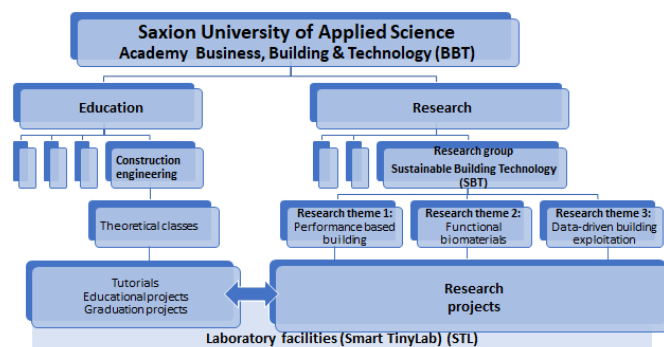 Saxion University of Applied Science
Academy Business, Building & Technology (BBT)
Education
Research
Construction
engineering
Research group
Sustainable Building Technology
(SBT)
Theoretical classes
Research theme 1:
Performance based
building
Research theme 2:
Functional
biomaterials
Research theme 3:
Data-driven building
exploitation
Tutorials
Educational projects
Graduation projects
Research
projects
Laboratory facilities (Smart TinyLab) (STL)